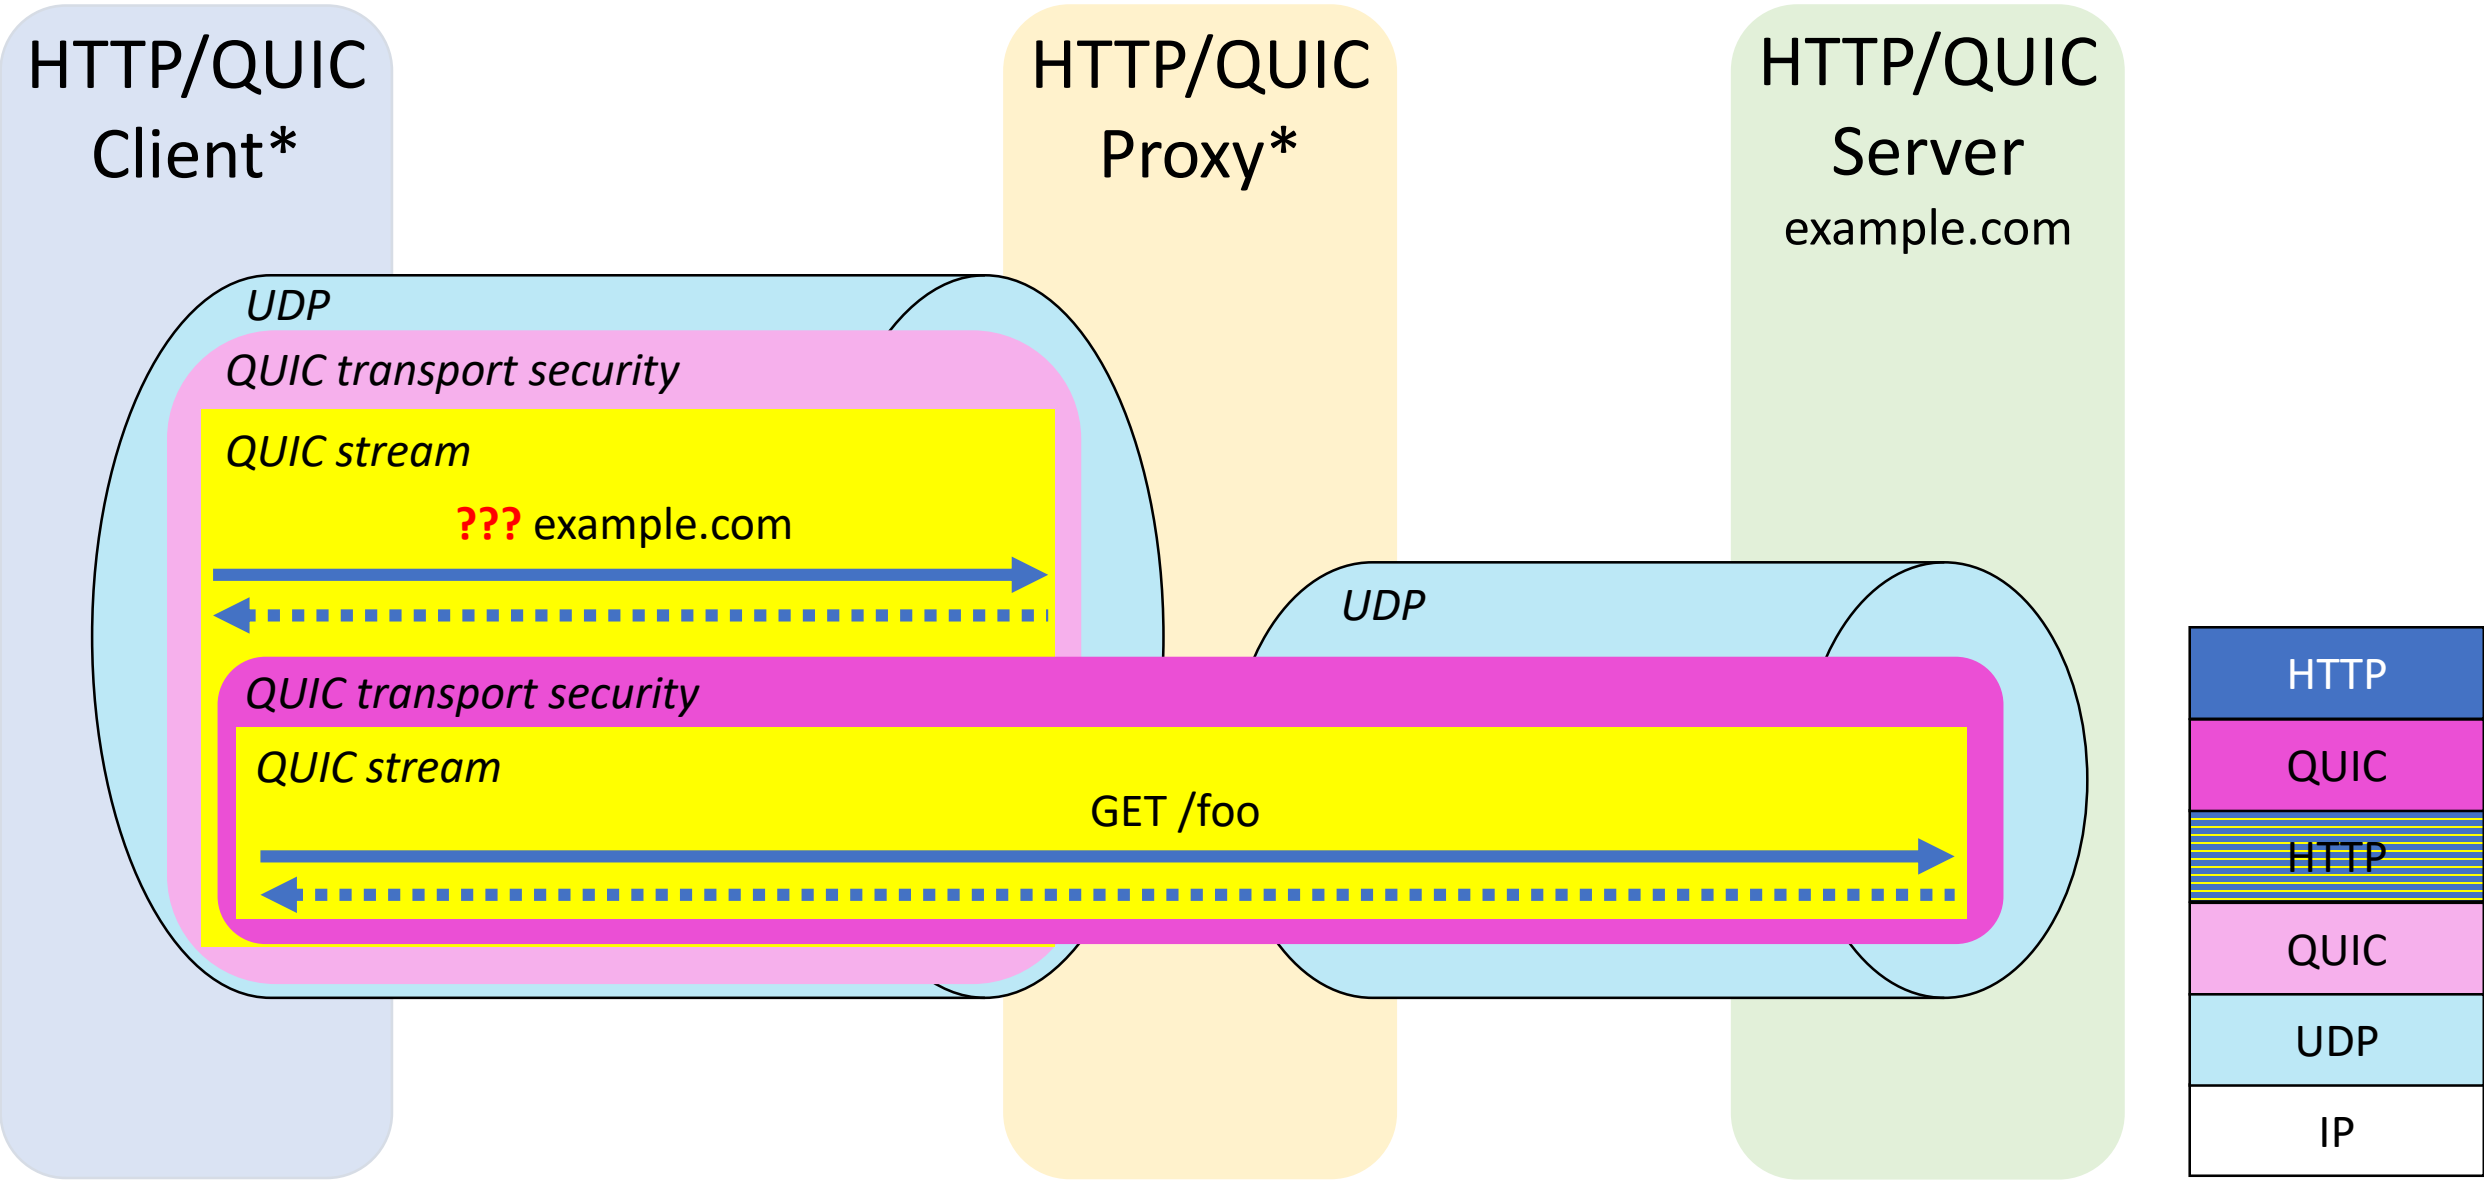 HTTP/QUIC
Client*
HTTP/QUIC
Proxy*
HTTP/QUIC
Server
example.com
UDP
QUIC transport security
QUIC stream
??? example.com
UDP
QUIC transport security
QUIC stream
GET /foo
HTTP
QUIC
HTTP
QUIC
UDP
IP